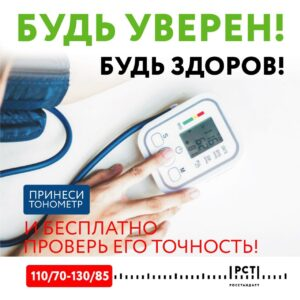 БУДЬ УВЕРЕН!
БУДЬ ЗДОРОВ!
ПРИНЕСИ
ТОНОМЕТР
И БЕСПЛАТНО
ПРОВЕРЬ ЕГО ТОЧНОСТЬ!
110/70-130/85
РСТ
РОССТАНДАРТ